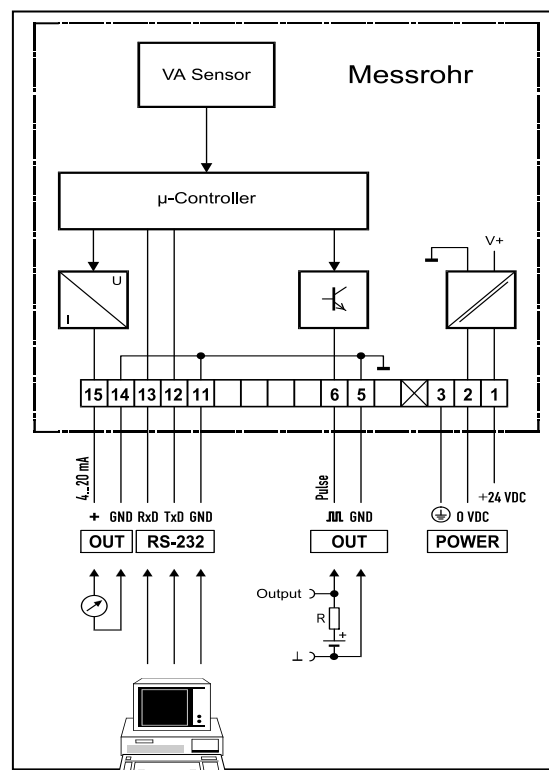 VA Sensor
Messrohr
µ-Controller
V+
U
I
15 14 13 12 11 6 5 3 2 1
4...20 mA
Pulse
+24 VDC
+ GND RxD TxD GND GND 0 VDC
OUT RS-232 OUT POWER
Output
R
+